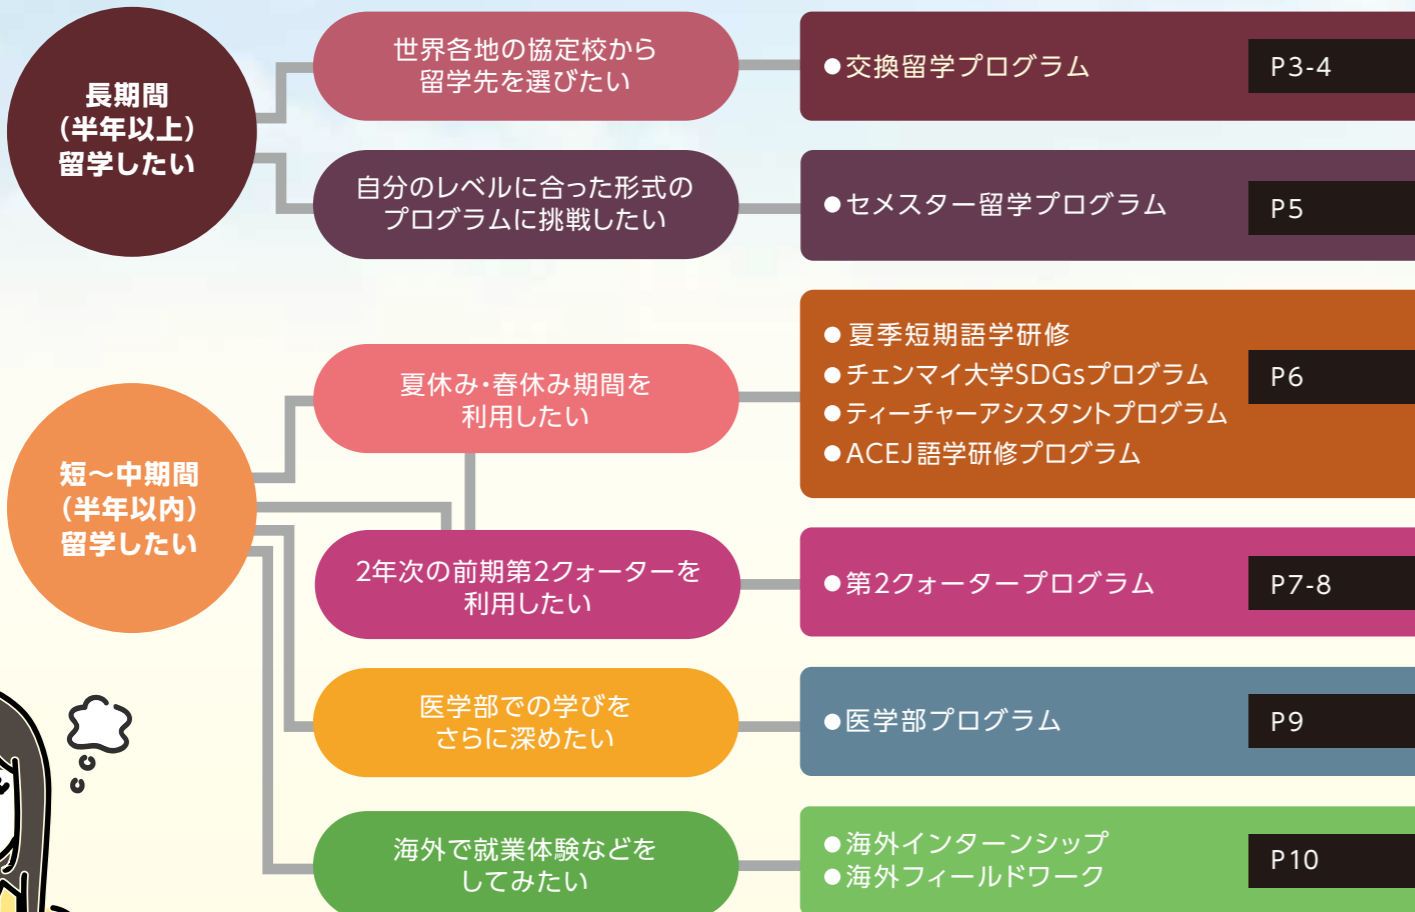 長期間
（半年以上）
留学したい
世界各地の協定校から
留学先を選びたい
●交換留学プログラム
P3-4
自分のレベルに合った形式の
プログラムに挑戦したい
●セメスター留学プログラム
P5
短～中期間
（半年以内）
留学したい
夏休み・春休み期間を
利用したい
●夏季短期語学研修
●チェンマイ大学SDGsプログラム
●ティーチャーアシスタントプログラム
●ACEJ語学研修プログラム
P6
2年次の前期第2クォーターを
利用したい
●第2クォータープログラム
P7-8
医学部での学びを
さらに深めたい
●医学部プログラム
P9
海外で就業体験などを
してみたい
●海外インターンシップ
●海外フィールドワーク
P10